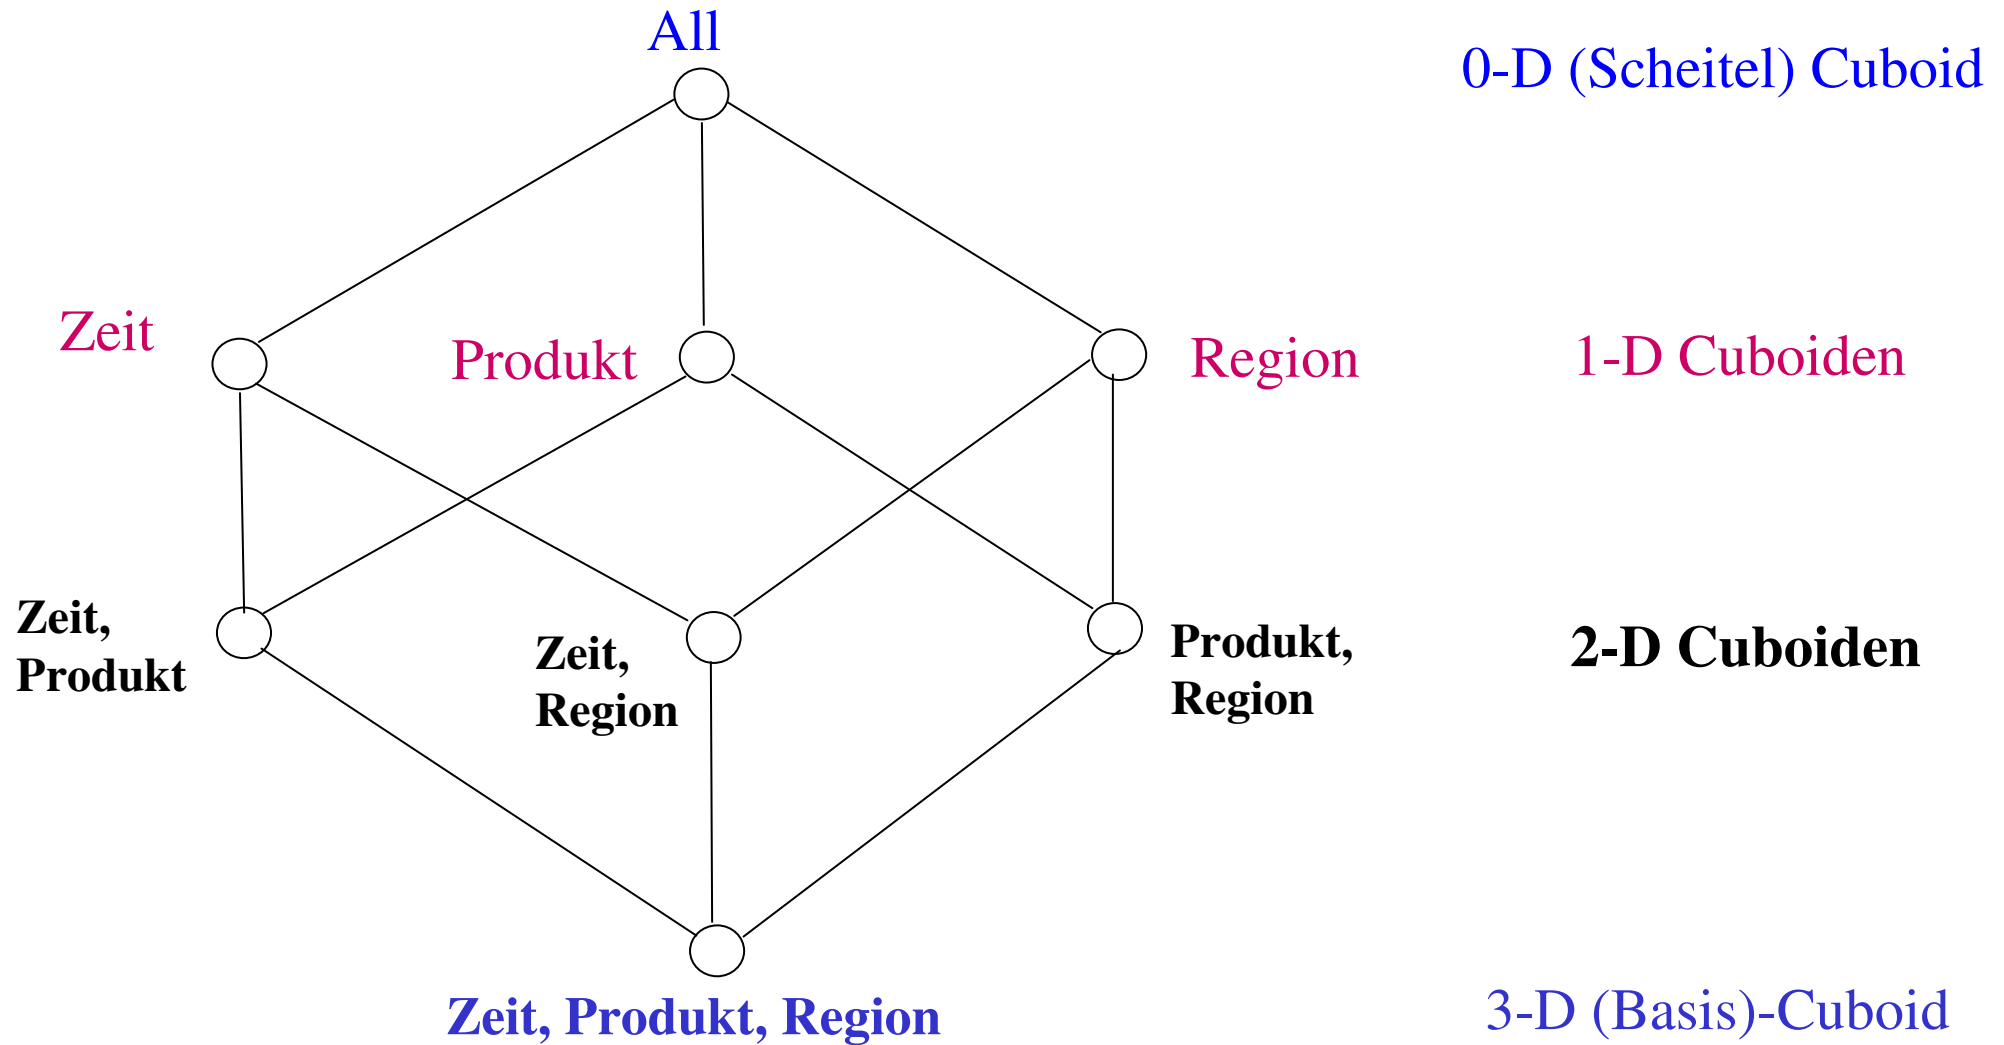 All
0-D (Scheitel) Cuboid
Zeit
Produkt
Region
1-D Cuboiden
Zeit,
Produkt
Zeit,
Region
Produkt,
Region
2-D Cuboiden
Zeit, Produkt, Region
3-D (Basis)-Cuboid